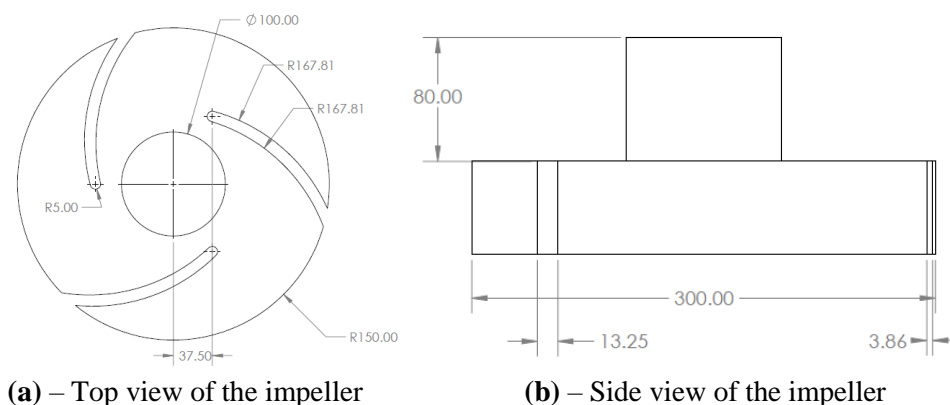 Ø 100.00
R167.81
R167.81
R5.00
R150.00
37.50
80.00
300.00
13.25
3.86
(a) – Top view of the impeller
(b) – Side view of the impeller